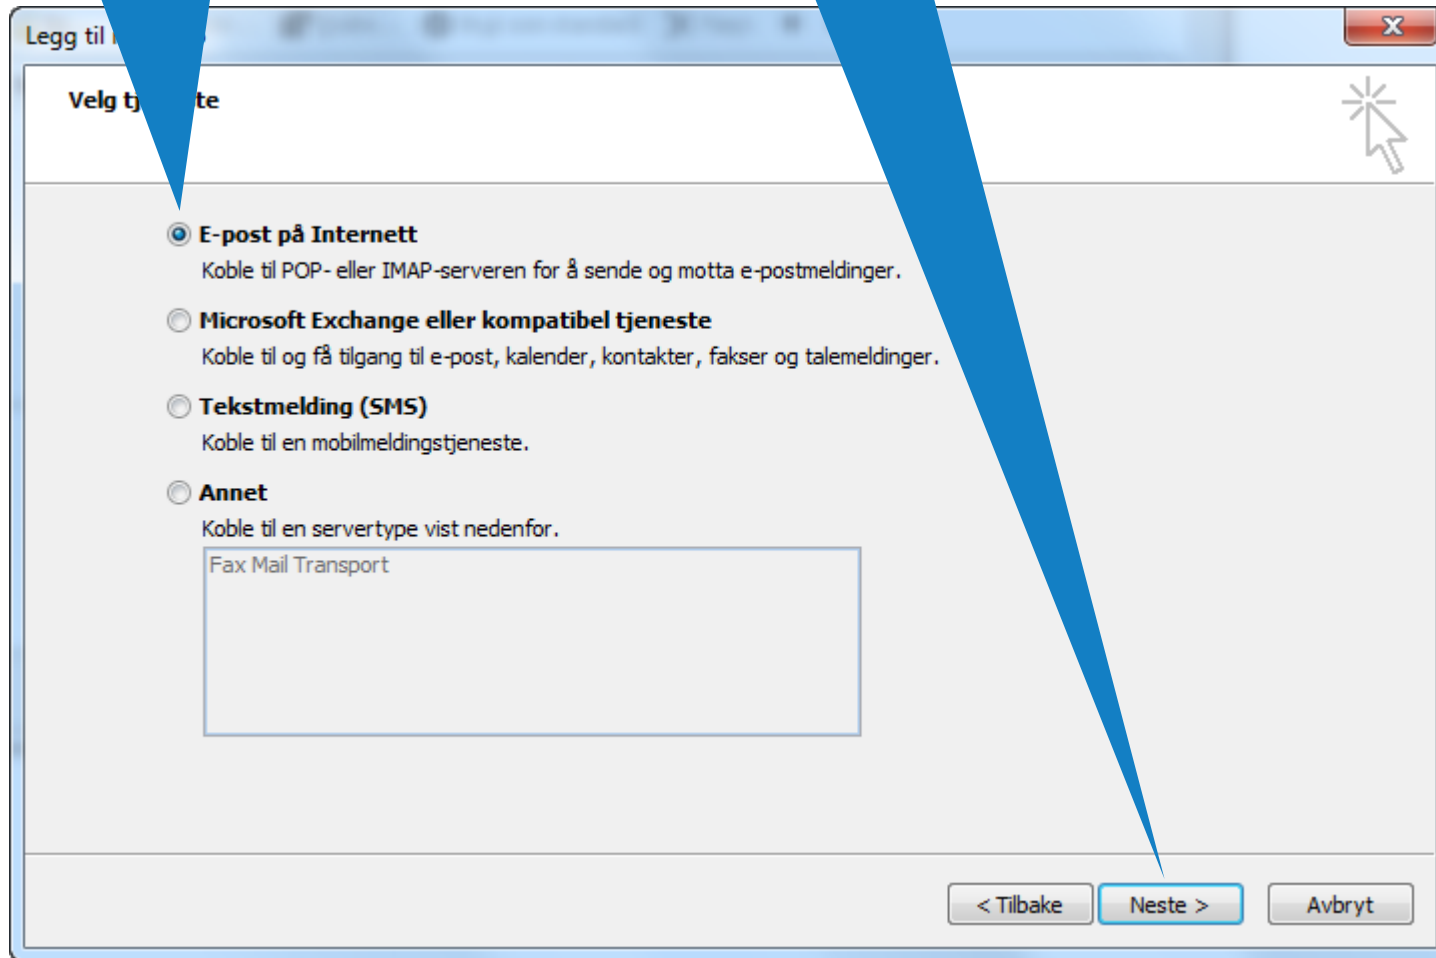 Legg til
Velg tj te
E-post på Internett
Koble til POP- eller IMAP-serveren for å sende og motta e-postmeldinger.
Microsoft Exchange eller kompatibel tjeneste
Koble til og få tilgang til e-post, kalender, kontakter, fakser og talemeldinger.
Tekstmelding (SMS)
Koble til en mobilmeldingstjeneste.
Annet
Koble til en servertype vist nedenfor.
Fax Mail Transport
< Tilbake
Neste >
Avbryt